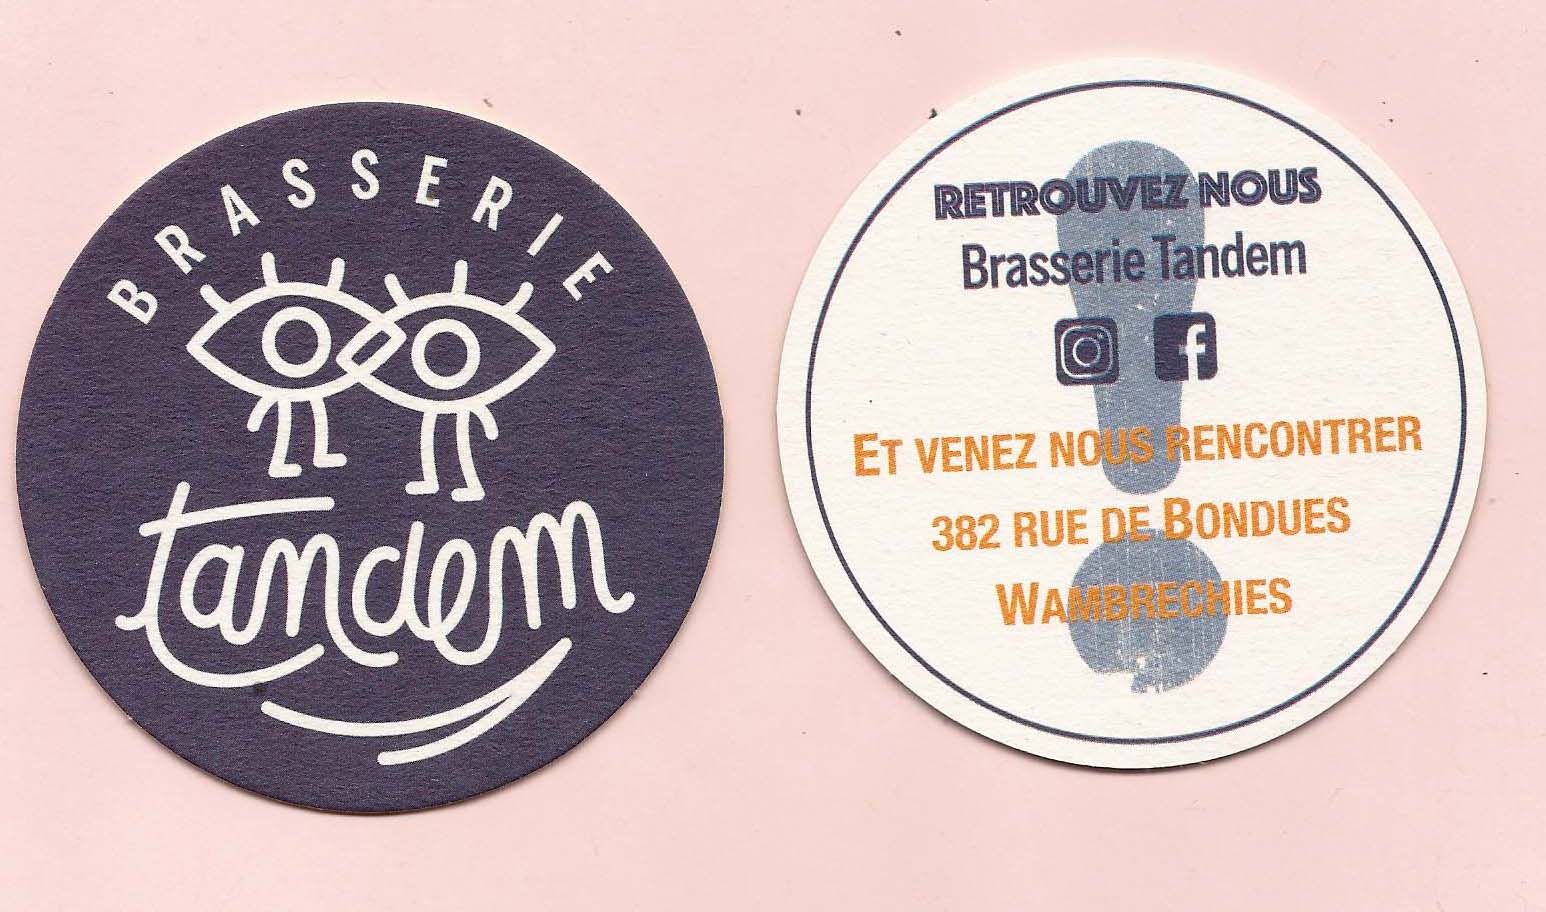 BRASSERIE
tandem
RETROUVEZ NOUS
Brasserie Tandem
ET VENEZ NOUS RENCONTRER
382 RUE DE BONDUES
WAMBRECHIES